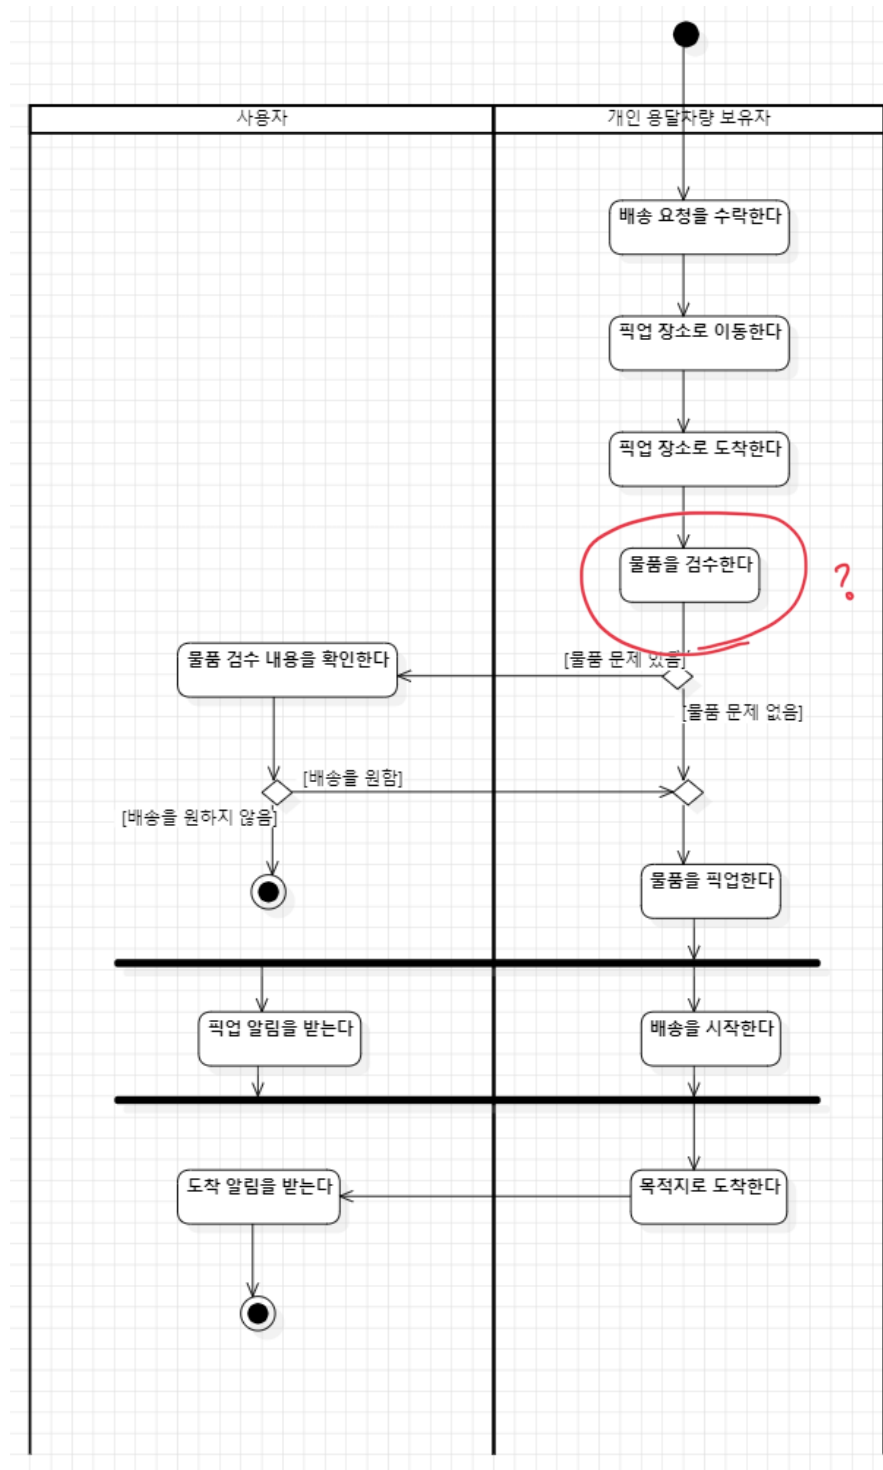 사용자
개인 용달차량 보유자
배송 요청을 수락한다
픽업 장소로 이동한다
픽업 장소로 도착한다
물품을 검수한다
?
물품 검수 내용을 확인한다
[물품 문제 있음]
[물품 문제 없음]
[배송을 원함]
[배송을 원하지 않음]
물품을 픽업한다
픽업 알림을 받는다
배송을 시작한다
도착 알림을 받는다
목적지로 도착한다